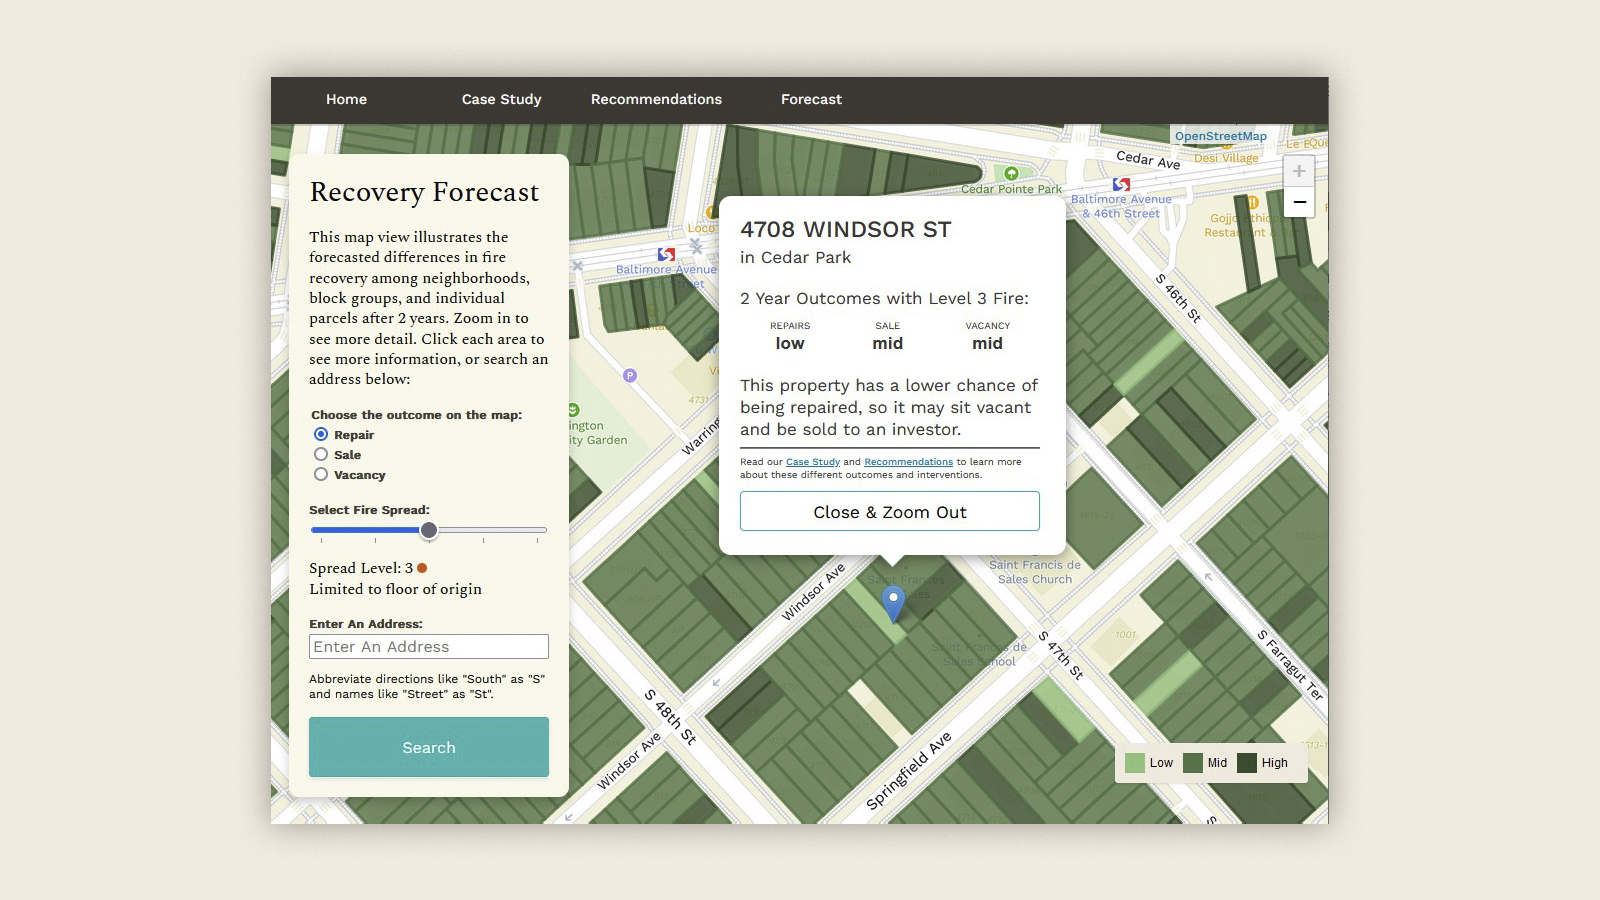 Home Case Study Recommendations Forecast
Recovery Forecast
This map view illustrates the
forecasted differences in fire
recovery among neighborhoods,
block groups, and individual
parcels after 2 years. Zoom in to
see more detail. Click each area to
see more information, or search an
address below:
Choose the outcome on the map:
Repair
Sale
Vacancy
Select Fire Spread:
Spread Level: 3
Limited to floor of origin
Enter An Address:
Enter An Address
Abbreviate directions like "South" as "S"
and names like "Street" as "St".
Search
4708 WINDSOR ST
in Cedar Park
2 Year Outcomes with Level 3 Fire:
REPAIRS SALE VACANCY
low mid mid
This property has a lower chance of
being repaired, so it may sit vacant
and be sold to an investor.
Read our Case Study and Recommendations to learn more
about these different outcomes and interventions.
Close & Zoom Out
OpenStreetMap
Cedar Ave
Desi Village
Cedar Pointe Park
Baltimore Avenue
& 46th Street
+
−
Loco
Baltimore Avenue
S 46th St
P
4731
ington
ity Garden
Warring
Saint Francis de
Sales Church
Windsor Ave
Saint Frances de
Sales School
1001
S 47th St
S Farragut Ter
S 48th St
Windsor Ave
Springfield Ave
Low Mid High